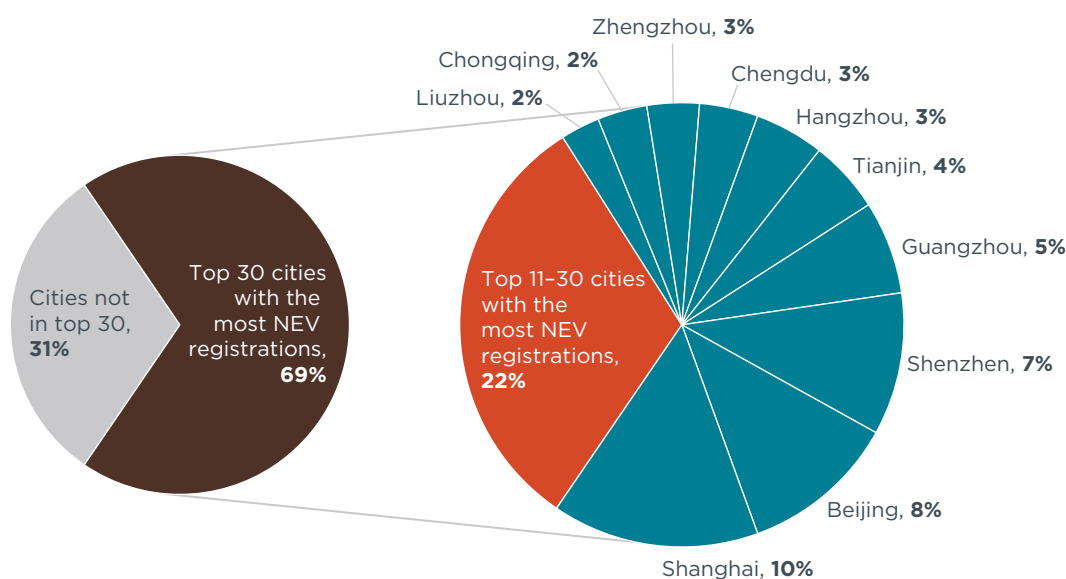 Zhengzhou, 3%
Chongqing, 2%
Chengdu, 3%
Liuzhou, 2%
Hangzhou, 3%
Tianjin, 4%
Guangzhou, 5%
Shenzhen, 7%
Beijing, 8%
Shanghai, 10%
Cities not
in top 30,
31%
Top 30 cities
with the
most NEV
registrations,
69%
Top 11–30 cities
with the
most NEV
registrations,
22%